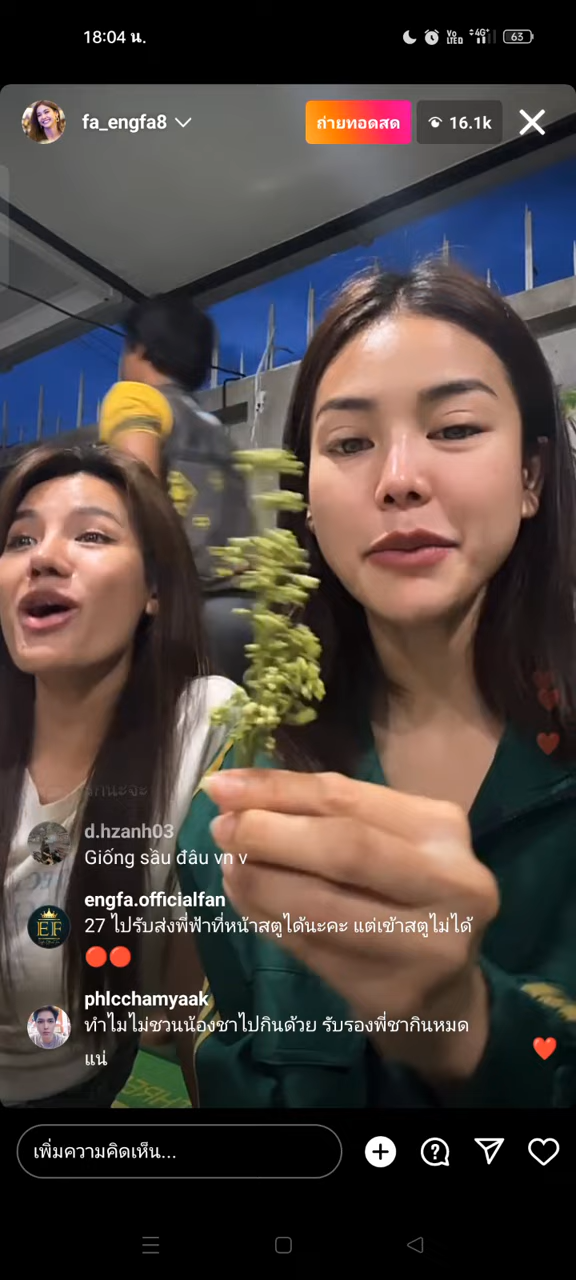 18:04 น.
Vo
LTED
4G+
63
fa_engfa8
ถ่ายทอดสด
16.1k
d.hzanh03
Giống sầu đâu vn v
engfa.officialfan
27 ไปรับส่งพี่ฟ้าที่หน้าสตูได้นะคะ แต่เข้าสตูไม่ได้
🔴🔴
EF
phlcchamyaak
ทำไมไม่ชวนน้องชาไปกินด้วย รับรองพี่ชากินหมด
แน่
เพิ่มความคิดเห็น...